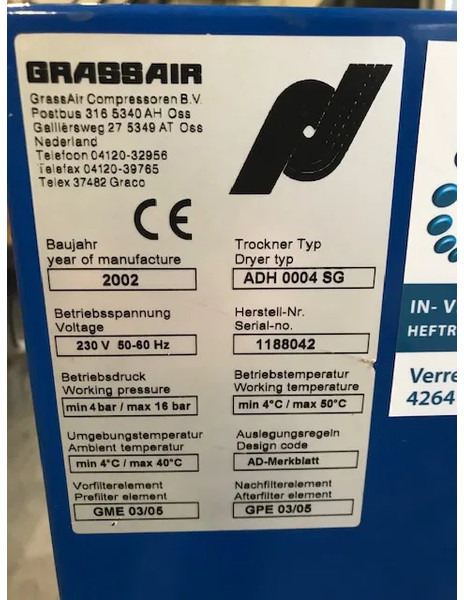 GRASSAIR
GrassAir Compressoren B.V.
Postbus 316 5340 AH Oss
Galliërsweg 27 5349 AT Oss
Nederland
Telefoon 04120-32956
Telefax 04120-39765
Telex 37482 Graco
CE
Baujahr
year of manufacture
2002
Trockner Typ
Dryer typ
ADH 0004 SG
Betriebsspannung
Voltage
230 V 50-60 Hz
Herstell-Nr.
Serial-no.
1188042
Betriebsdruck
Working pressure
min 4 bar / max 16 bar
Betriebstemperatur
Working temperature
min 4°C / max 50°C
Umgebungstemperatur
Ambient temperatur
min 4°C / max 40°C
Auslegungsregeln
Design code
AD-Merkblatt
Vorfilterelement
Prefilter element
GME 03/05
Nachfilterelement
Afterfilter element
GPE 03/05
IN- V
HEFTR
Verre
4264